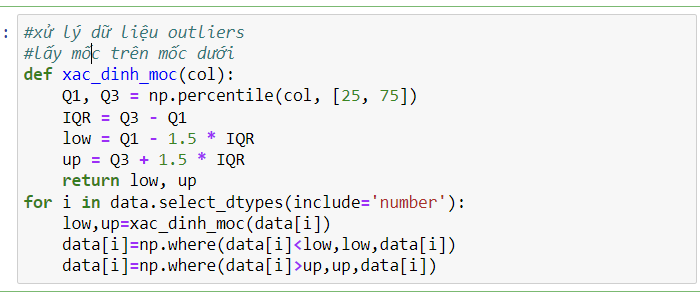 :
#xử lý dữ liệu outliers
#lấy mốc trên mốc dưới
def xac_dinh_moc(col):
    Q1, Q3 = np.percentile(col, [25, 75])
    IQR = Q3 - Q1
    low = Q1 - 1.5 * IQR
    up = Q3 + 1.5 * IQR
    return low, up
for i in data.select_dtypes(include='number'):
    low,up=xac_dinh_moc(data[i])
    data[i]=np.where(data[i]<low,low,data[i])
    data[i]=np.where(data[i]>up,up,data[i])